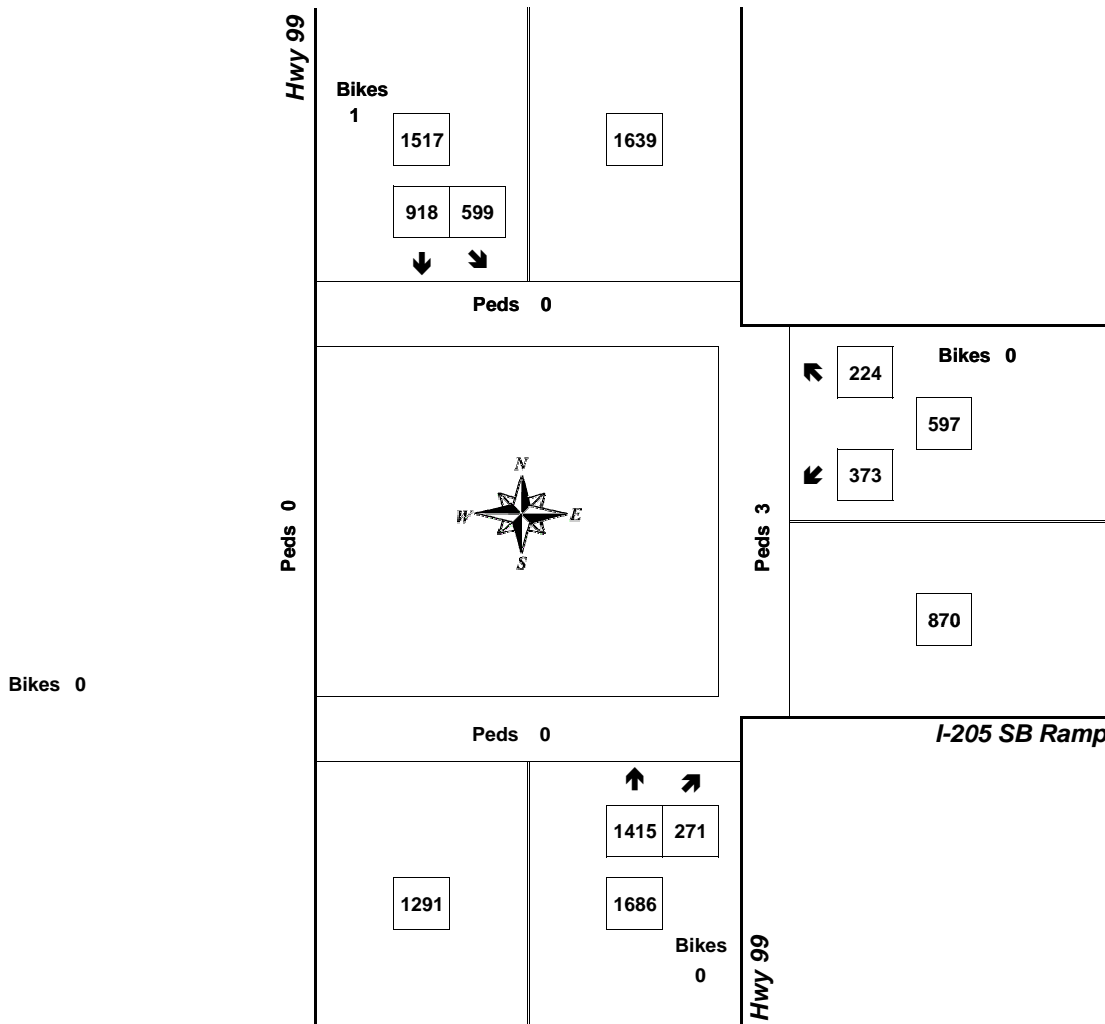 Hwy 99
Bikes
1
1517
1639
918 599
Peds 0
224
Bikes 0
597
373
N
W E
S
Peds 0
Peds 3
870
Bikes 0
Peds 0
I-205 SB Ramp
1415 271
1291
1686
Bikes
0
Hwy 99